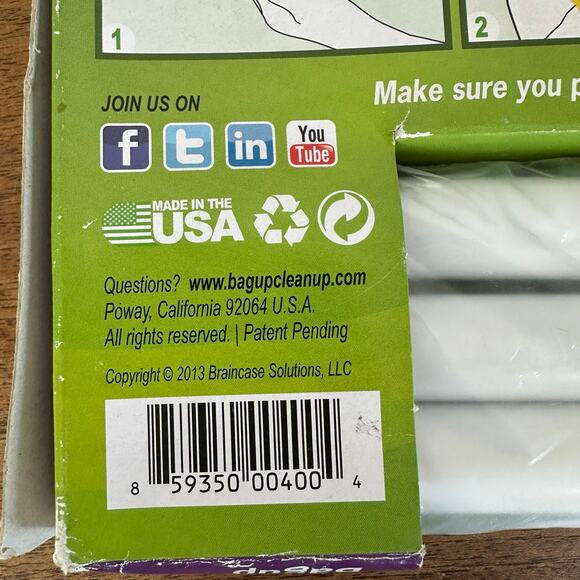 1
2
Make sure you p
JOIN US ON
f t in You Tube
MADE IN THE
USA
Questions? www.bagupcleanup.com
Poway, California 92064 U.S.A.
All rights reserved. | Patent Pending
Copyright © 2013 Braincase Solutions, LLC
8 59350 00400 4